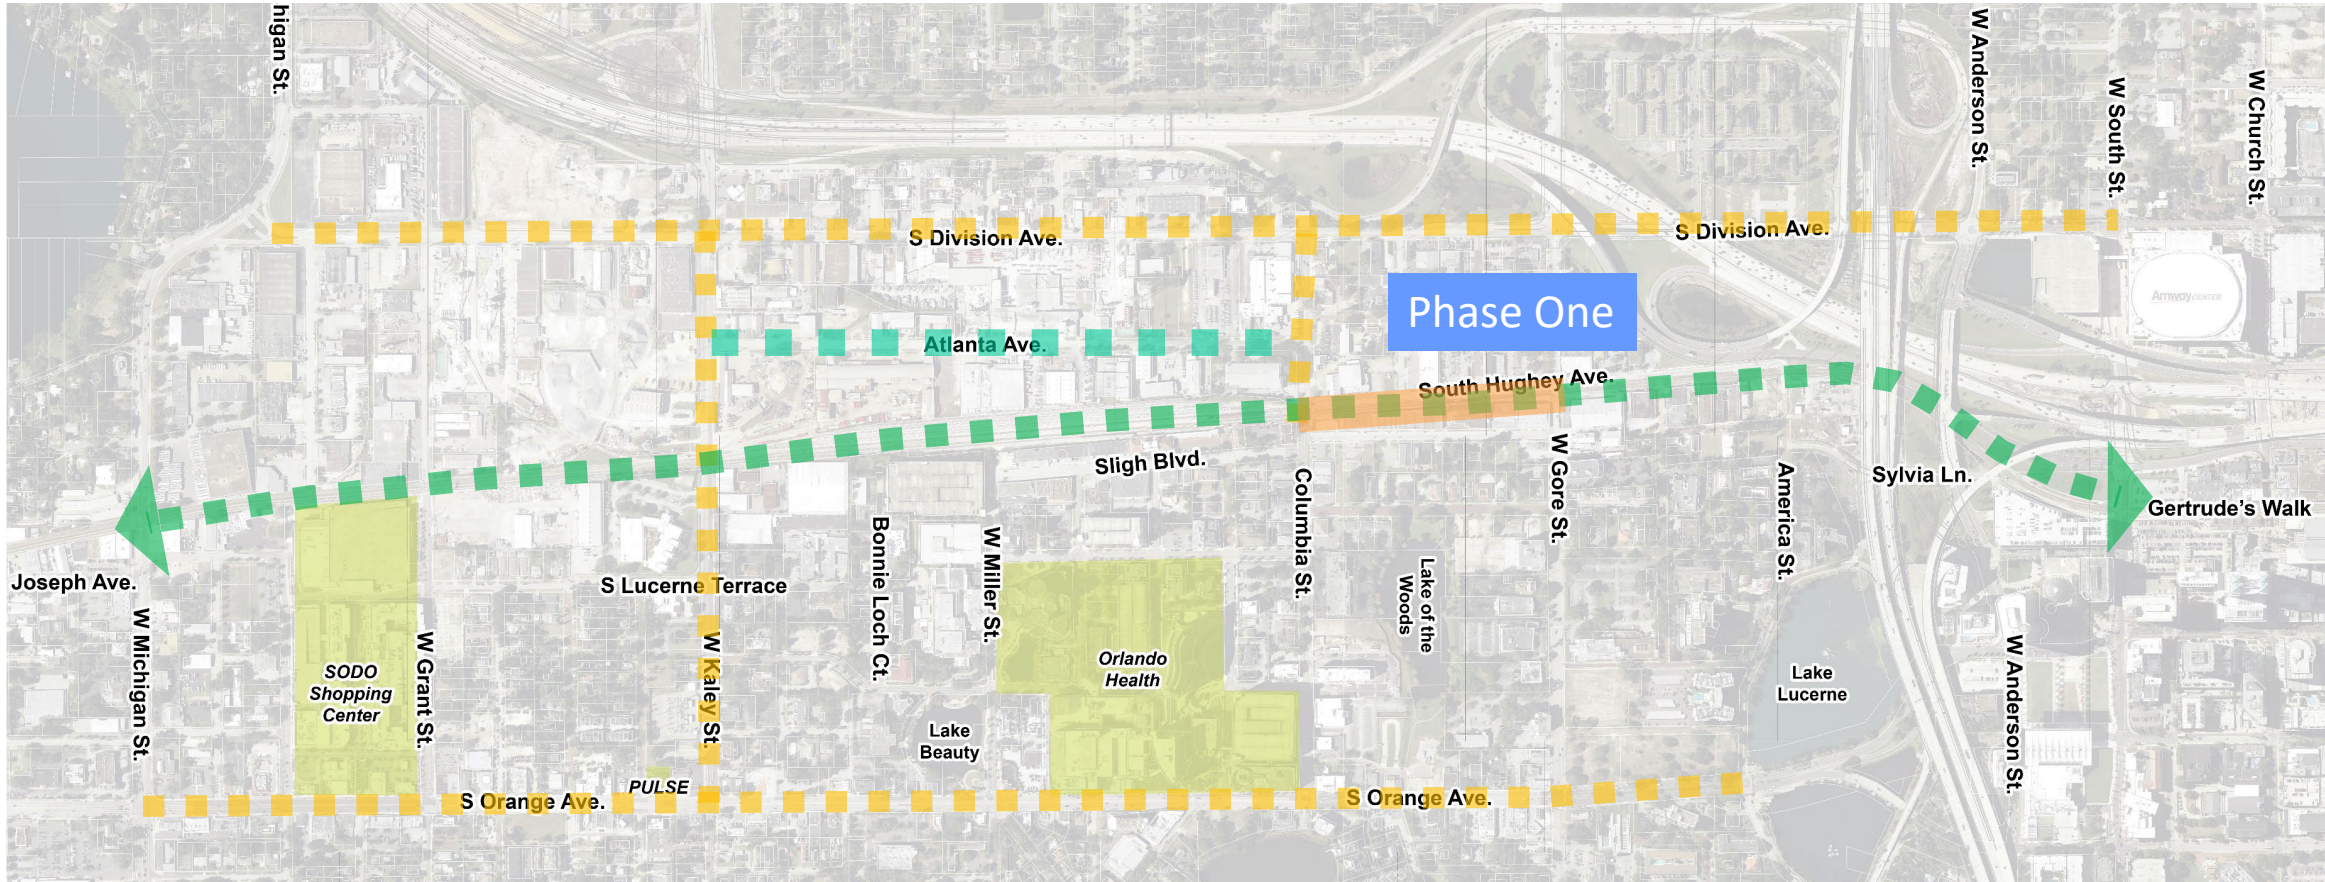 higan St.
W Anderson St.
W South St.
W Church St.
S Division Ave.
S Division Ave.
Amway CENTER
Phase One
Atlanta Ave.
South Hughey Ave.
Sligh Blvd.
Columbia St.
W Gore St.
America St.
Sylvia Ln.
Gertrude's Walk
Joseph Ave.
S Lucerne Terrace
Bonnie Loch Ct.
W Miller St.
Lake of the
Woods
W Michigan St.
SODO
Shopping
Center
W Grant St.
W Kaley St.
Orlando
Health
Lake
Lucerne
W Anderson St.
Lake
Beauty
PULSE
S Orange Ave.
S Orange Ave.